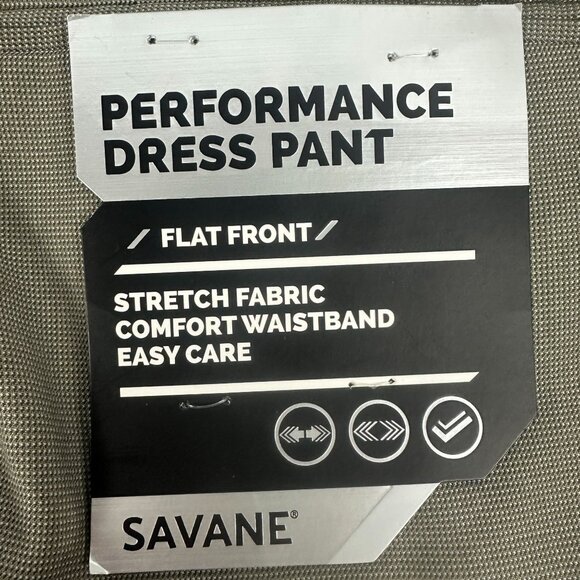 PERFORMANCE
DRESS PANT
/ FLAT FRONT /
STRETCH FABRIC
COMFORT WAISTBAND
EASY CARE
SAVANE®